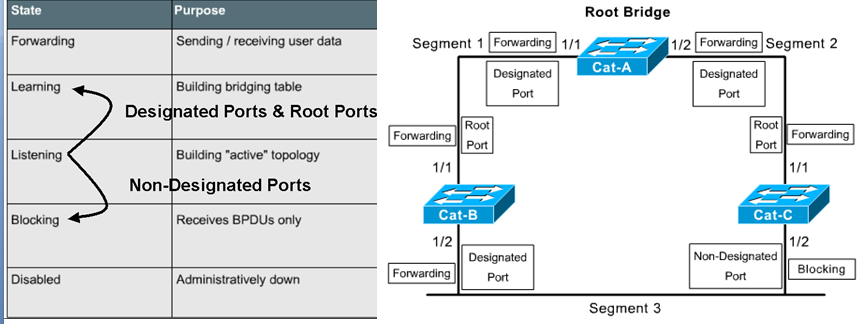 State Purpose
Forwarding Sending / receiving user data
Learning Building bridging table
Designated Ports & Root Ports
Listening Building "active" topology
Non-Designated Ports
Blocking Receives BPDUs only
Disabled Administratively down
Root Bridge
Segment 1 Forwarding 1/1 1/2 Forwarding Segment 2
Cat-A
Designated
Port
Designated
Port
Forwarding
Root
Port
Root
Port
Forwarding
1/1
1/1
Cat-B
Cat-C
1/2
1/2
Forwarding
Designated
Port
Non-Designated
Port
Blocking
Segment 3